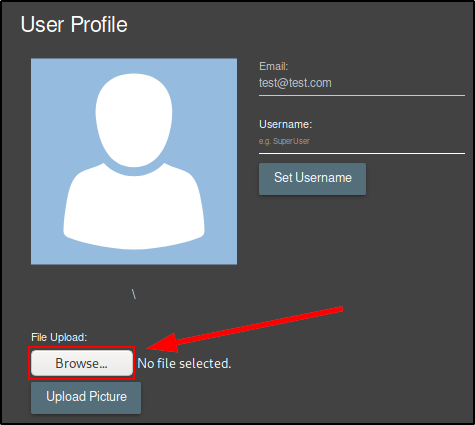 User Profile
Email:
test@test.com
Username:
e.g. SuperUser
Set Username
\
File Upload:
Browse... No file selected.
Upload Picture